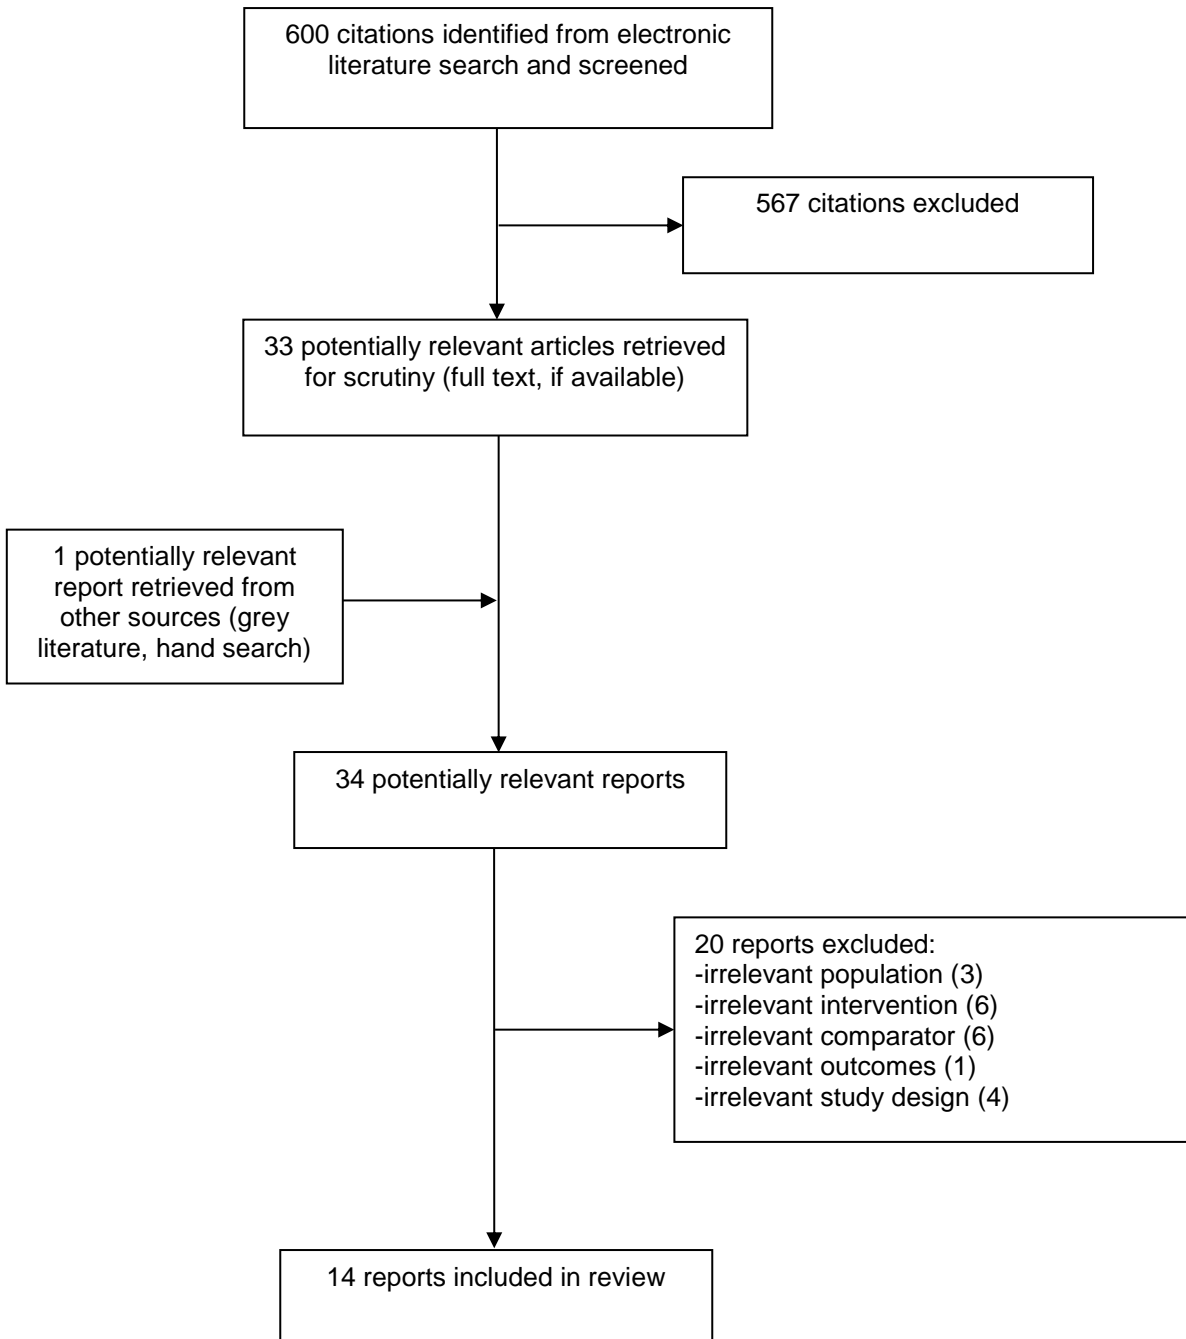 600 citations identified from electronic
literature search and screened
567 citations excluded
33 potentially relevant articles retrieved
for scrutiny (full text, if available)
1 potentially relevant
report retrieved from
other sources (grey
literature, hand search)
34 potentially relevant reports
20 reports excluded:
-irrelevant population (3)
-irrelevant intervention (6)
-irrelevant comparator (6)
-irrelevant outcomes (1)
-irrelevant study design (4)
14 reports included in review